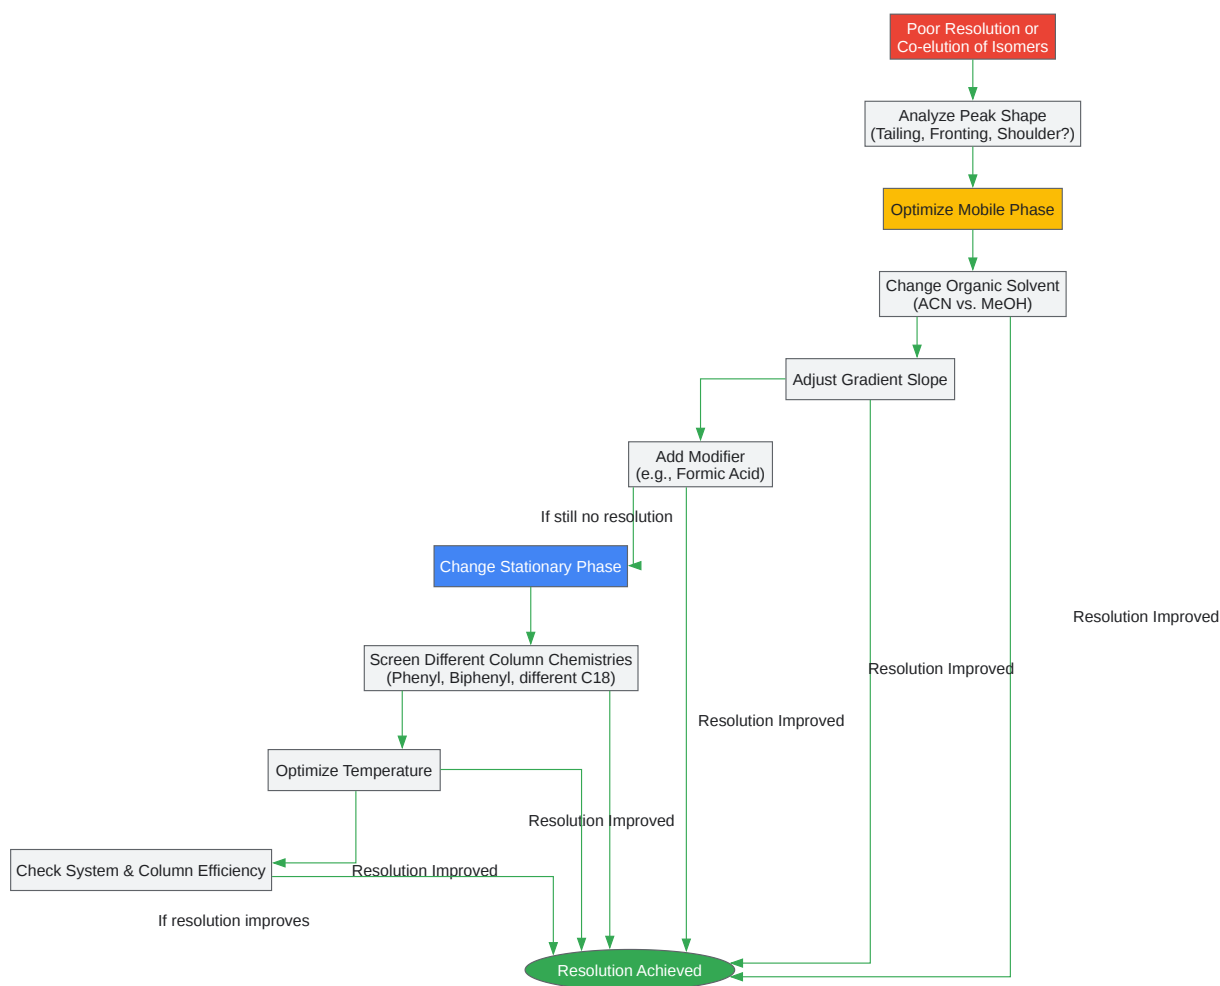 Poor Resolution or
Co-elution of Isomers
Analyze Peak Shape
(Tailing, Fronting, Shoulder?)
Optimize Mobile Phase
Change Organic Solvent
(ACN vs. MeOH)
Adjust Gradient Slope
Add Modifier
(e.g., Formic Acid)
If still no resolution
Change Stationary Phase
Resolution Improved
Screen Different Column Chemistries
(Phenyl, Biphenyl, different C18)
Resolution Improved
Resolution Improved
Optimize Temperature
Resolution Improved
Check System & Column Efficiency
Resolution Improved
If resolution improves
Resolution Achieved